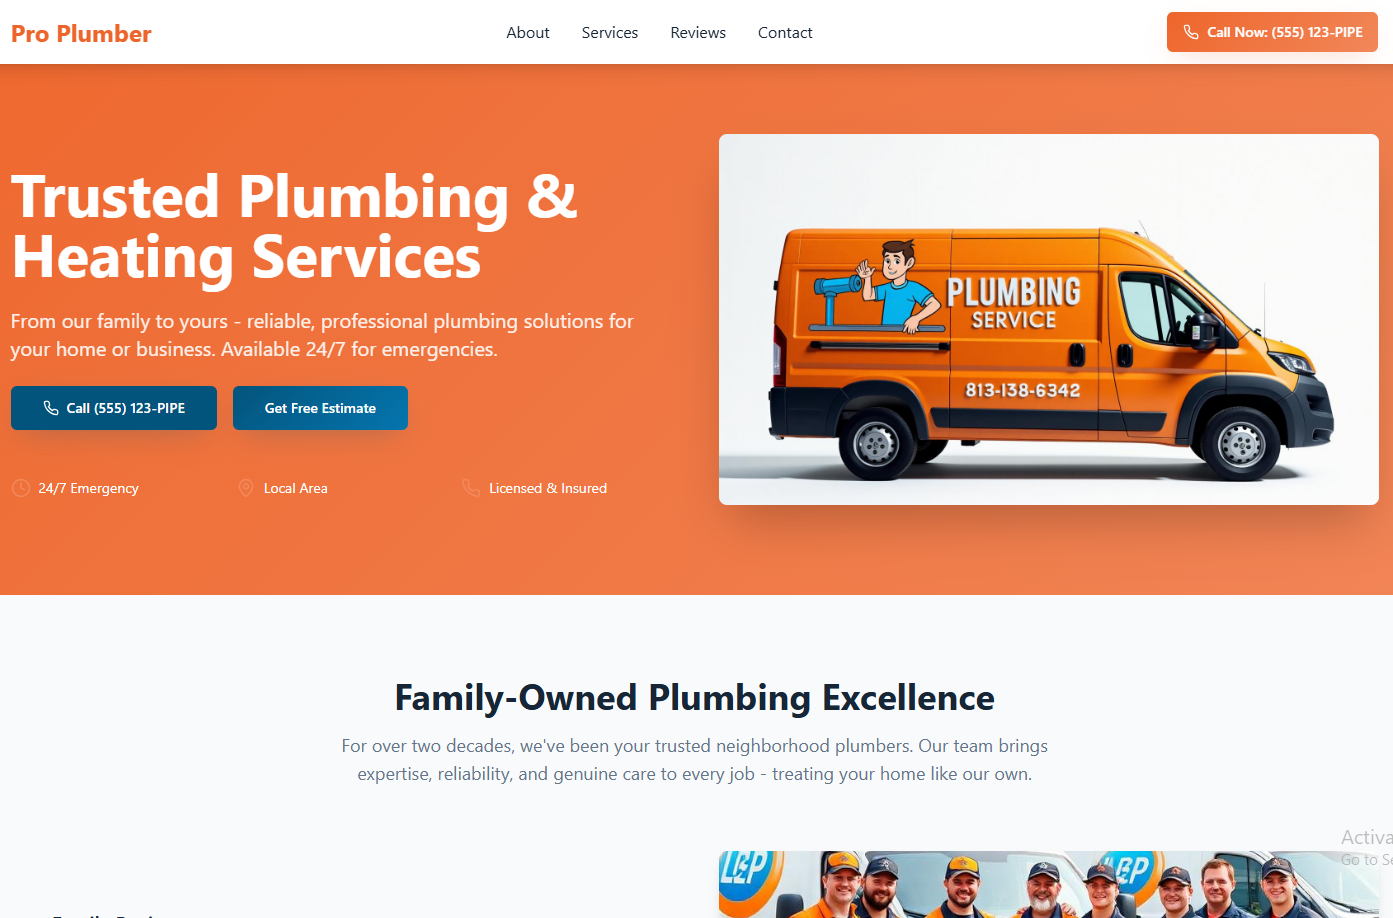 Pro Plumber
About
Services
Reviews
Contact
Call Now: (555) 123-PIPE
Trusted Plumbing &
Heating Services
From our family to yours - reliable, professional plumbing solutions for
your home or business. Available 24/7 for emergencies.
Call (555) 123-PIPE
Get Free Estimate
24/7 Emergency
Local Area
Licensed & Insured
PLUMBING
SERVICE
813-138-6342
Family-Owned Plumbing Excellence
For over two decades, we've been your trusted neighborhood plumbers. Our team brings
expertise, reliability, and genuine care to every job - treating your home like our own.
Activa
Go to Se